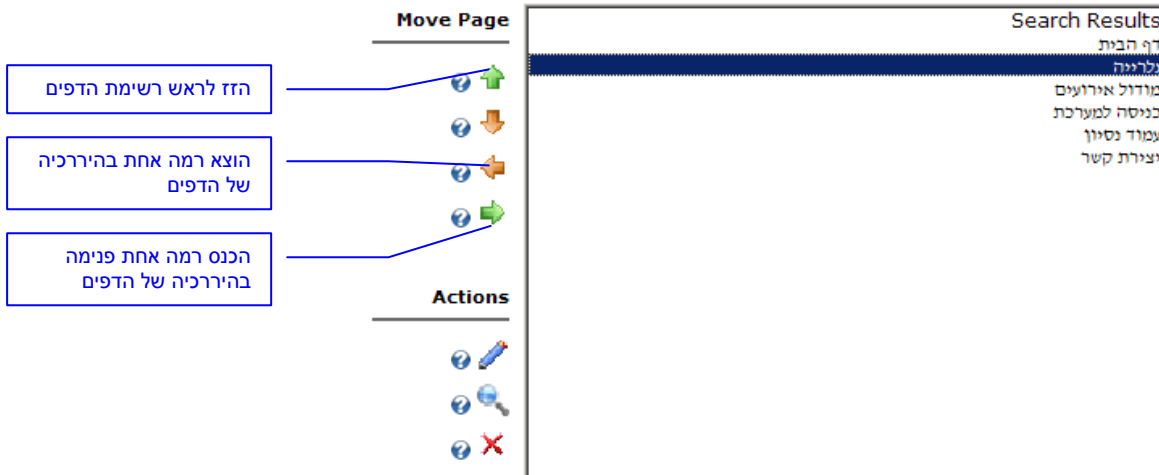 Move Page
הזז לראש רשימת הדפים
הוצא רמה אחת בהיררכיה
של הדפים
הכנס רמה אחת פנימה
בהיררכיה של הדפים
Actions
Search Results
דף הבית
גלרייה
מודול אירועים
כניסה למערכת
עמוד נסיון
יצירת קשר